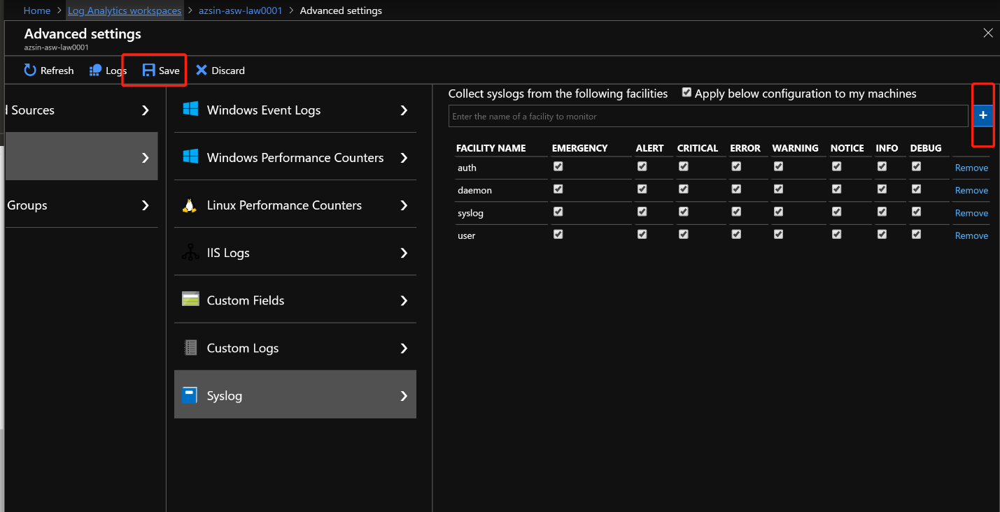 Home > Log Analytics workspaces > azsin-asw-law0001 > Advanced settings
Advanced settings
azsin-asw-law0001
Refresh Logs Save Discard
Sources
Groups
Windows Event Logs
Windows Performance Counters
Linux Performance Counters
IIS Logs
Custom Fields
Custom Logs
Syslog
Collect syslogs from the following facilities Apply below configuration to my machines
Enter the name of a facility to monitor
+
FACILITY NAME EMERGENCY ALERT CRITICAL ERROR WARNING NOTICE INFO DEBUG
auth Remove
daemon Remove
syslog Remove
user Remove